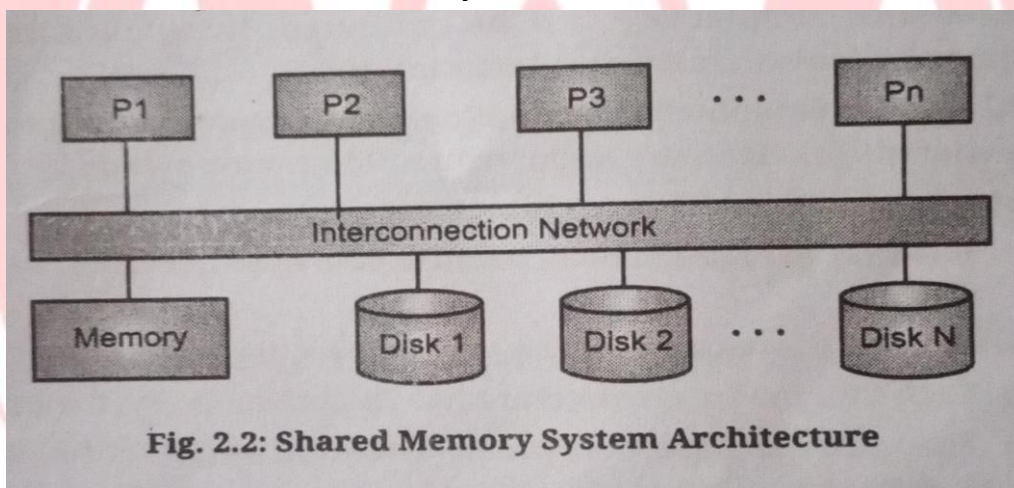 P1 P2 P3 ... Pn
Interconnection Network
Memory Disk 1 Disk 2 ... Disk N
Fig. 2.2: Shared Memory System Architecture